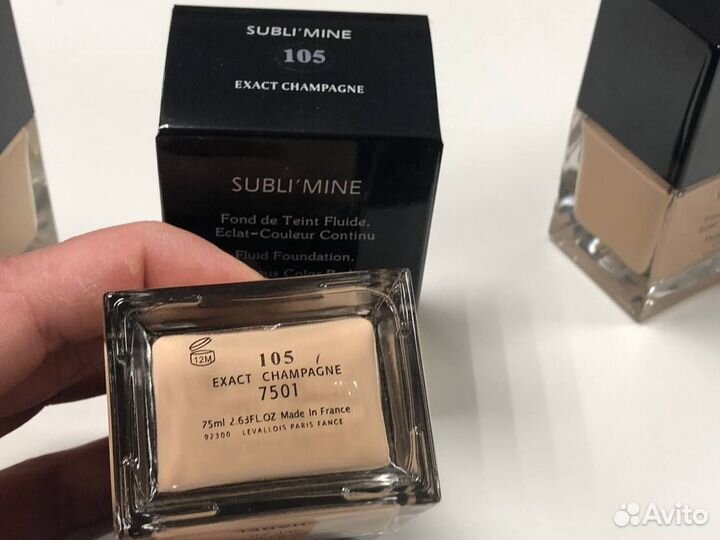 SUBLI'MINE
105
EXACT CHAMPAGNE
SUBLI'MINE
Fond de Teint Fluide,
Eclat-Couleur Continu
Fluid Foundation,
Color
12M
105
EXACT CHAMPAGNE
7501
75ml 2.63FL.OZ Made In France
92300 LEVALLOIS PARIS FANCE
Avito